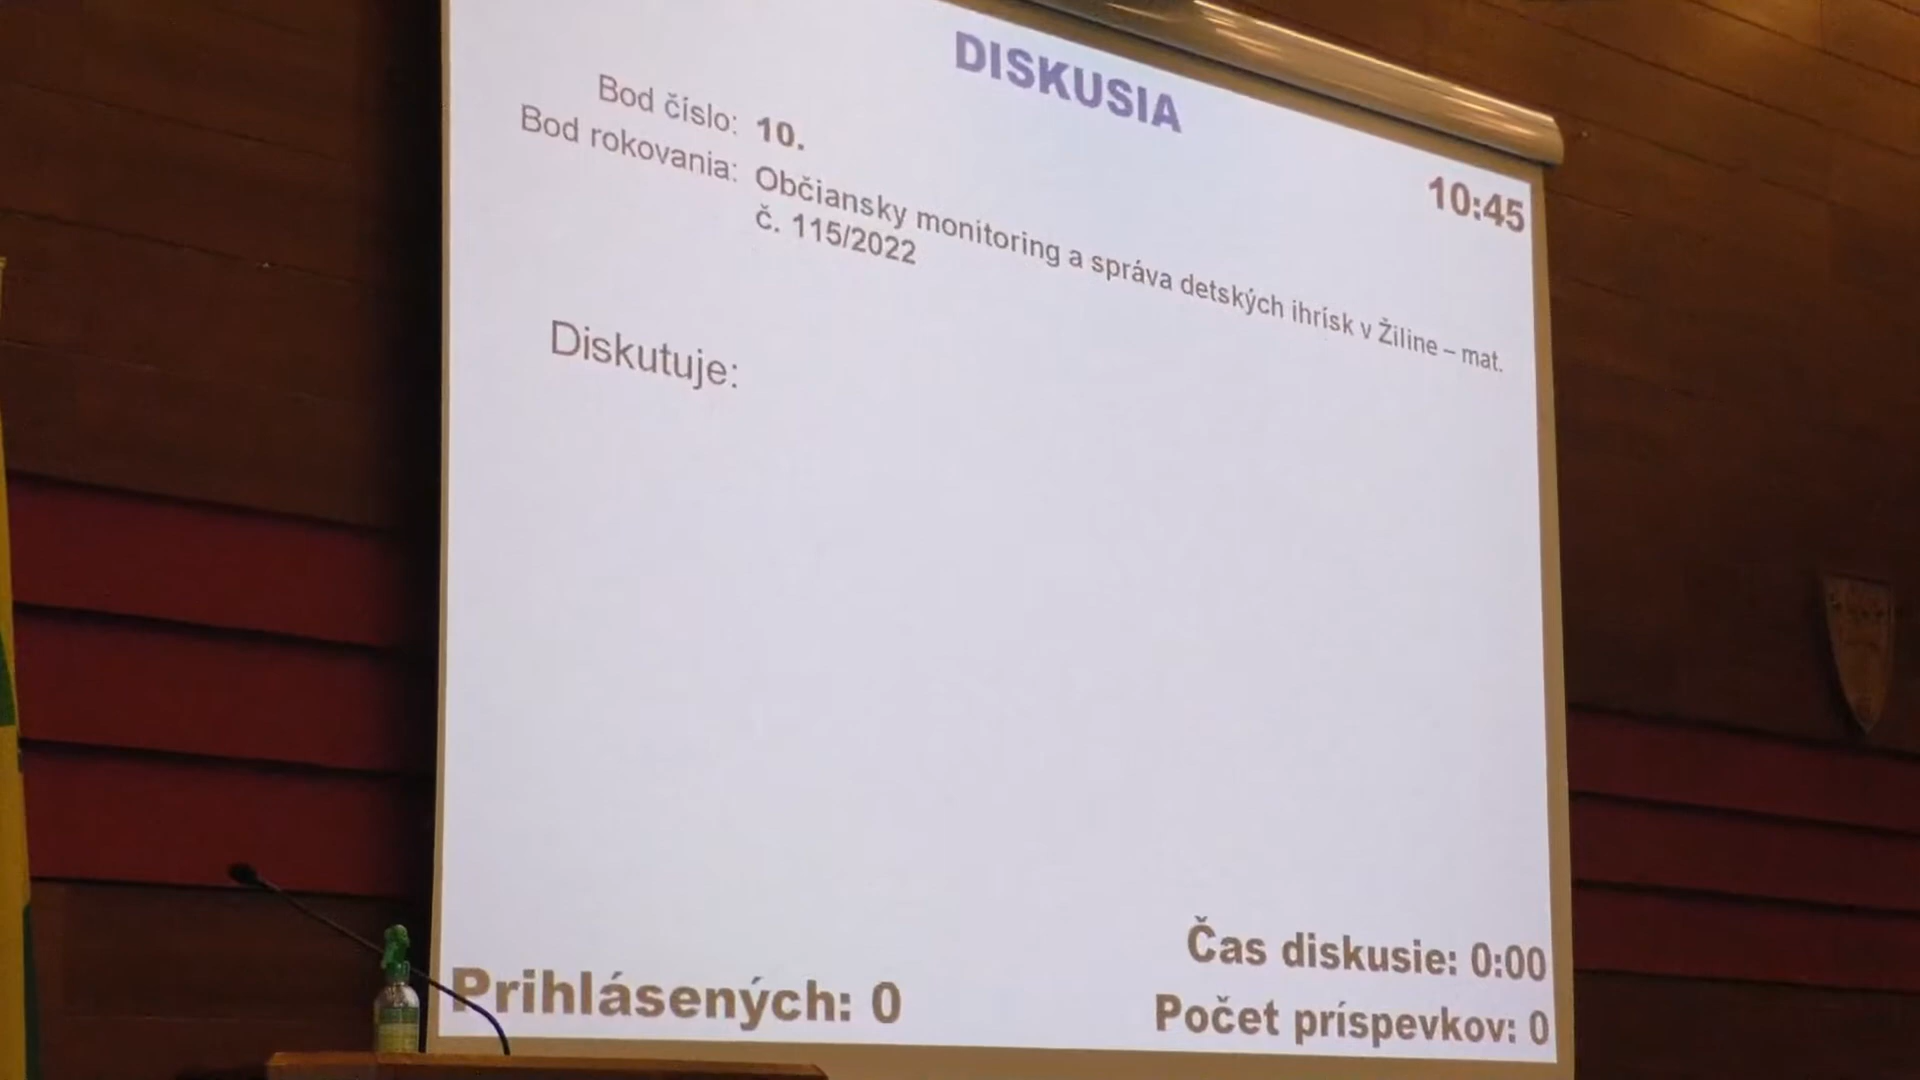 DISKUSIA
10:45
Bod číslo: 10.
Bod rokovania: Občiansky monitoring a správa detských ihrísk v Žiline – mat.
č. 115/2022
Diskutuje:
Čas diskusie: 0:00
Prihlásených: 0
Počet príspevkov: 0